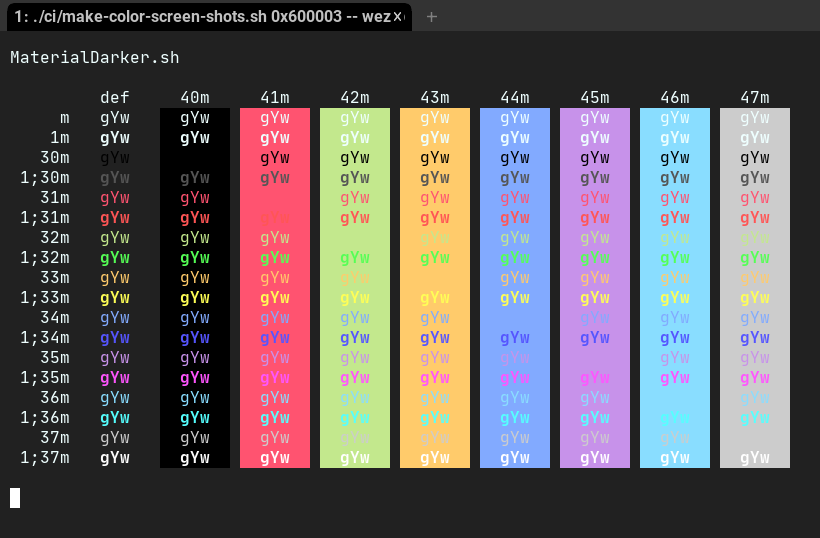 1: ./ci/make-color-screen-shots.sh 0x600003 -- wez
MaterialDarker.sh
def 40m 41m 42m 43m 44m 45m 46m 47m
m gYw gYw gYw gYw gYw gYw gYw gYw gYw
1m gYw gYw gYw gYw gYw gYw gYw gYw gYw
30m gYw gYw gYw gYw gYw gYw gYw gYw
1;30m gYw gYw gYw gYw gYw gYw gYw gYw gYw
31m gYw gYw gYw gYw gYw gYw gYw gYw
1;31m gYw gYw gYw gYw gYw gYw gYw gYw
32m gYw gYw gYw gYw gYw gYw gYw gYw
1;32m gYw gYw gYw gYw gYw gYw gYw gYw gYw
33m gYw gYw gYw gYw gYw gYw gYw gYw
1;33m gYw gYw gYw gYw gYw gYw gYw gYw gYw
34m gYw gYw gYw gYw gYw gYw gYw gYw
1;34m gYw gYw gYw gYw gYw gYw gYw gYw gYw
35m gYw gYw gYw gYw gYw gYw gYw gYw
1;35m gYw gYw gYw gYw gYw gYw gYw gYw gYw
36m gYw gYw gYw gYw gYw gYw gYw gYw
1;36m gYw gYw gYw gYw gYw gYw gYw gYw gYw
37m gYw gYw gYw gYw gYw gYw gYw gYw
1;37m gYw gYw gYw gYw gYw gYw gYw gYw gYw